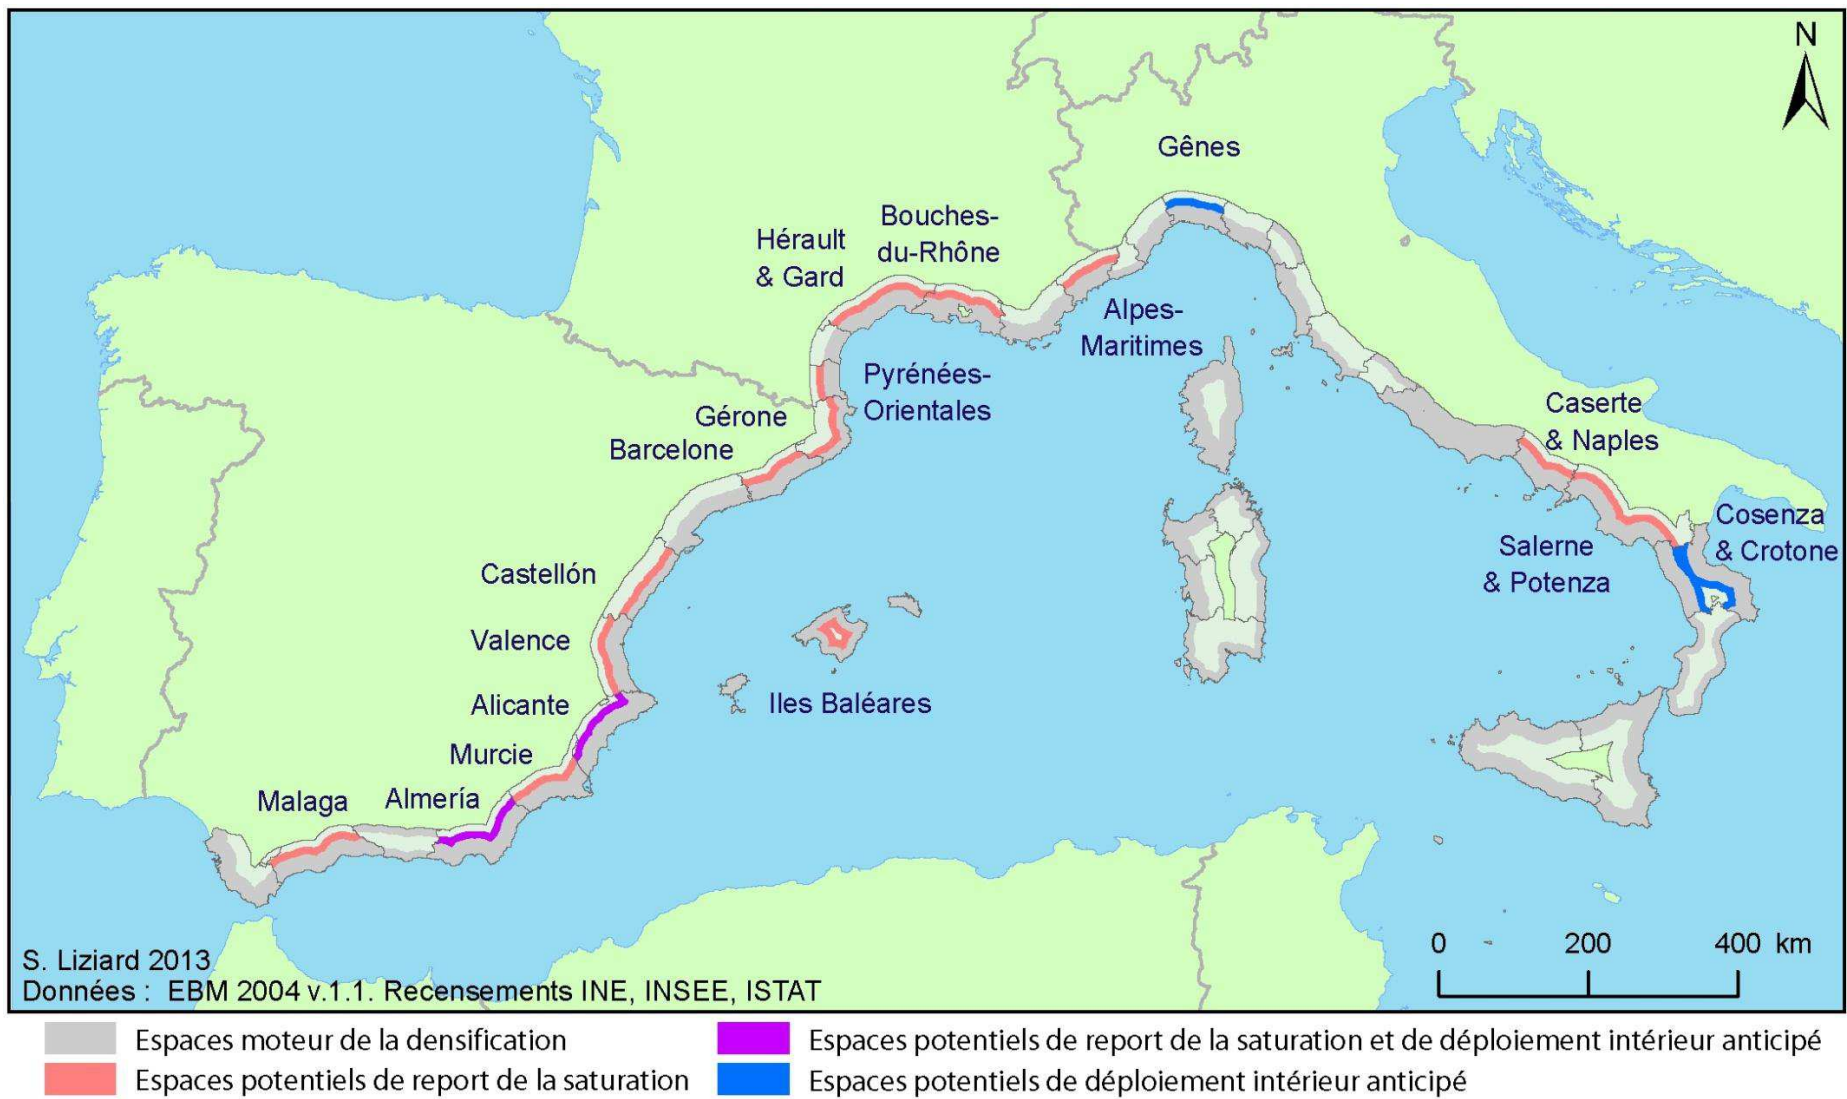 N
Gênes
Bouches-
du-Rhône
Hérault
& Gard
Alpes-
Maritimes
Pyrénées-
Orientales
Gérone
Barcelone
Caserte
& Naples
Cosenza
& Crotone
Salerne
& Potenza
Castellón
Valence
Alicante
Iles Baléares
Murcie
Malaga
Almería
0 200 400 km
S. Liziard 2013
Données : EBM 2004 v.1.1. Recensements INE, INSEE, ISTAT
Espaces moteur de la densification
Espaces potentiels de report de la saturation
Espaces potentiels de report de la saturation et de déploiement intérieur anticipé
Espaces potentiels de déploiement intérieur anticipé